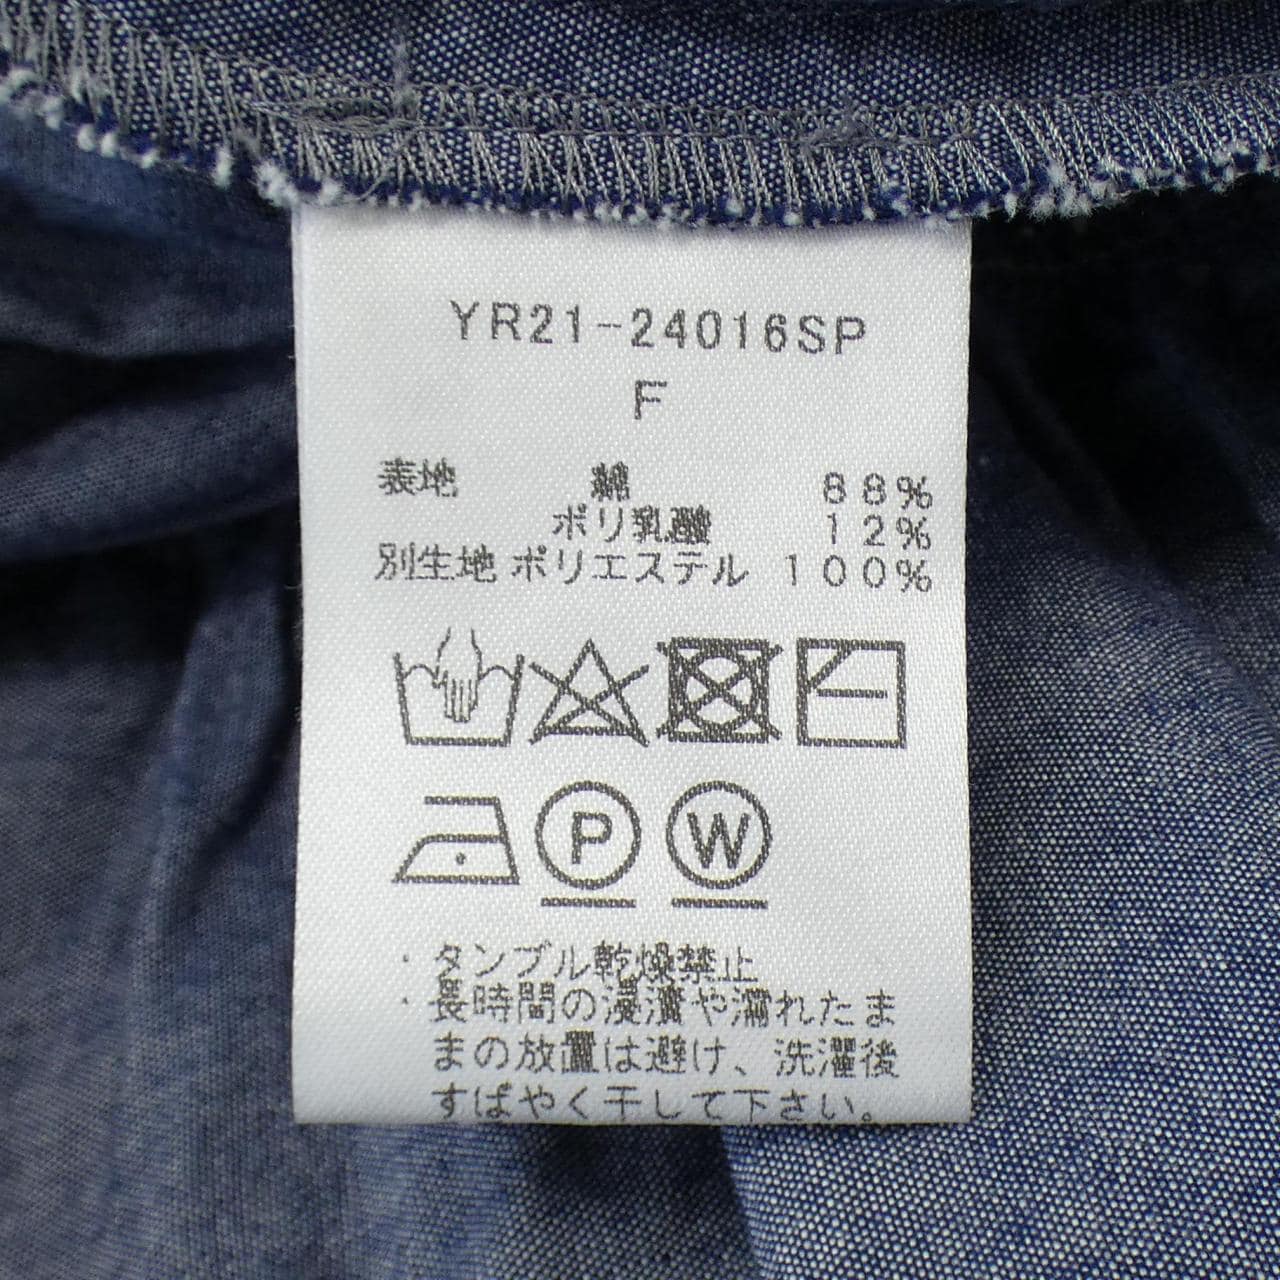 YR21-24016SP
F
表地 綿 88%
ポリ乳酸 12%
別生地 ポリエステル 100%
P W
・タンブル乾燥禁止
・長時間の浸漬や濡れたま
まの放置は避け、洗濯後
すばやく干して下さい。